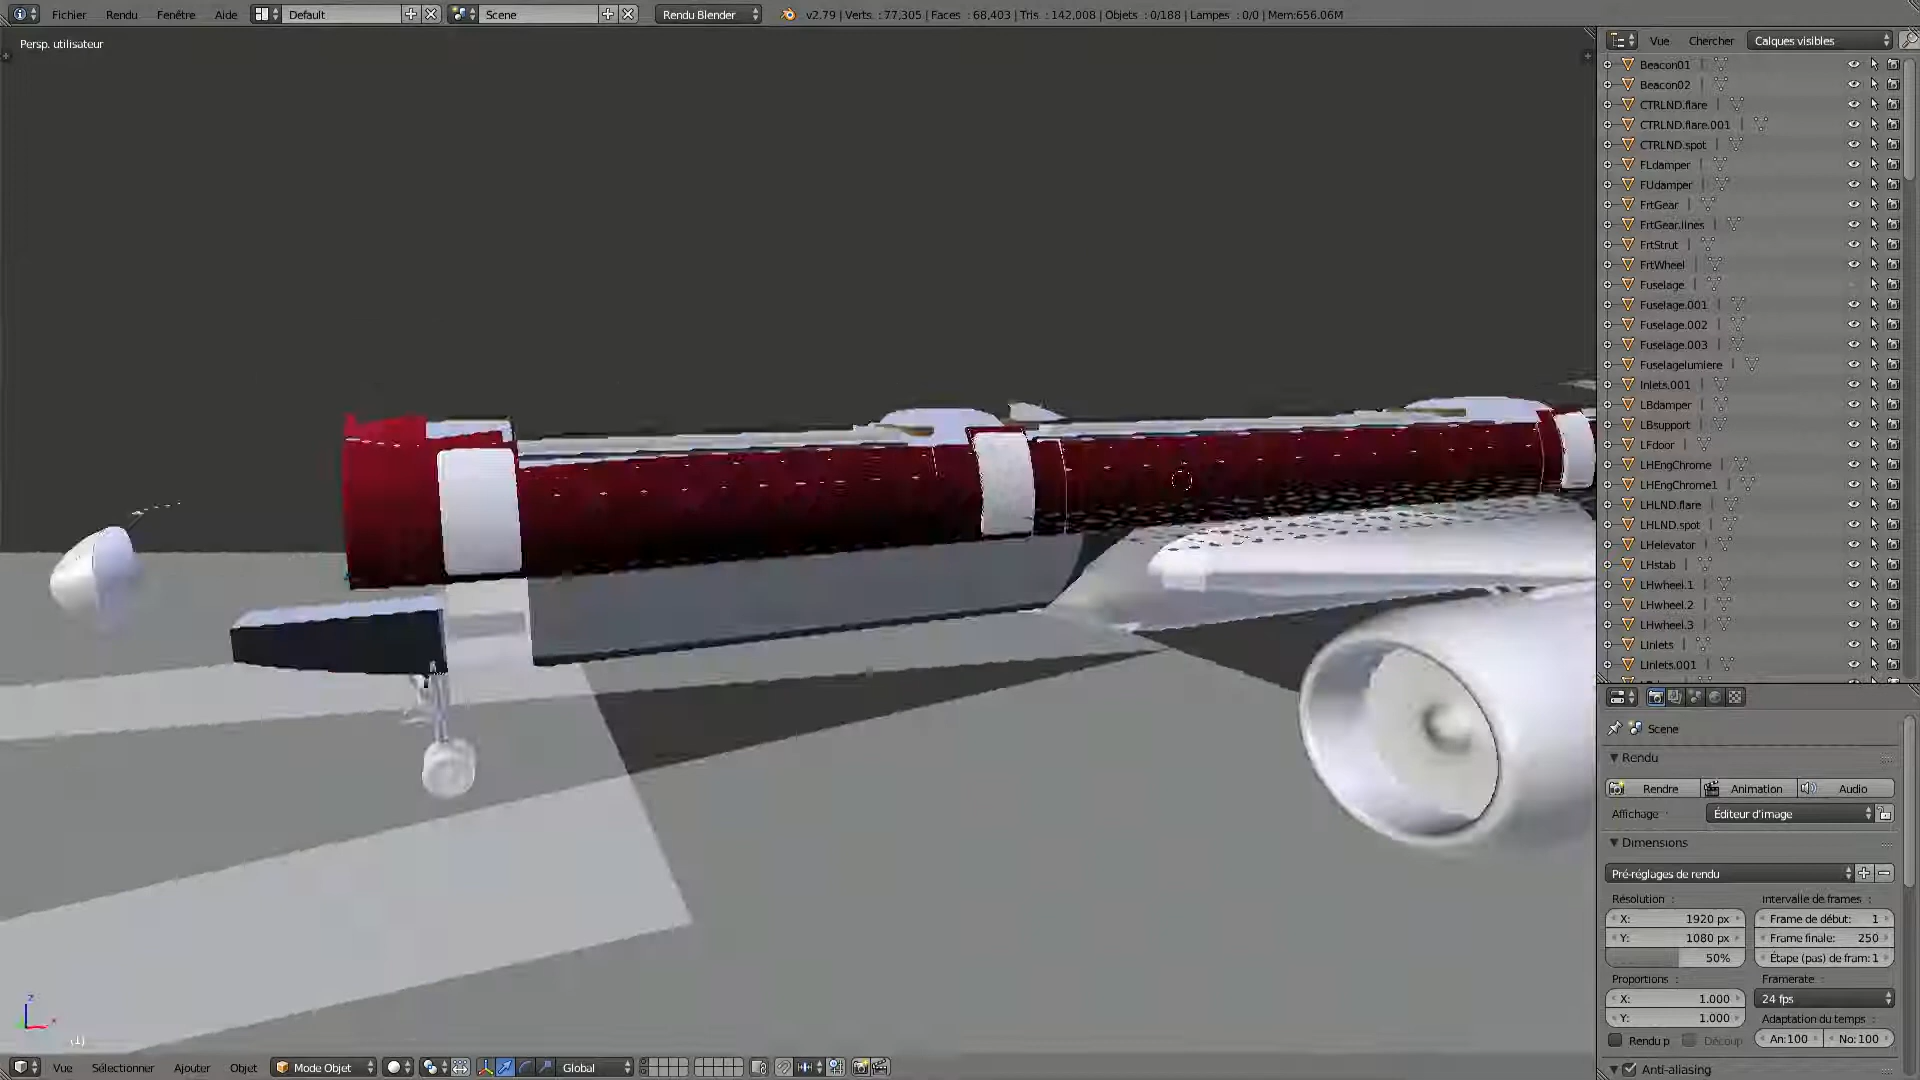 Fichier Rendu Fenêtre Aide Default Scene Rendu Blender v2.79 | Verts :77,305 | Faces :68,403 | Tris :142,008 | Objets :0/188 | Lampes :0/0 | Mem:656.06M
Persp. utilisateur
Vue Chercher Calques visibles
Beacon01
Beacon02
CTRLND.flare
CTRLND.flare.001
CTRLND.spot
FLdamper
FUdamper
FrtGear
FrtGear.lines
FrtStrut
FrtWheel
Fuselage
Fuselage.001
Fuselage.002
Fuselage.003
Fuselagelumiere
Inlets.001
LBdamper
LBsupport
LFdoor
LHEngChrome
LHEngChrome1
LHLND.flare
LHLND.spot
LHelevator
LHstab
LHwheel.1
LHwheel.2
LHwheel.3
LInlets
LInlets.001
Scene
Rendu
Rendre Animation Audio
Affichage : Éditeur d'image
Dimensions
Pré-réglages de rendu
Résolution : Intervalle de frames :
X: 1920 px Frame de début: 1
Y: 1080 px Frame finale: 250
50% Étape (pas) de fram: 1
Proportions : Framerate :
X: 1.000 24 fps
Y: 1.000 Adaptation du temps :
Rendu p Découp An:100 No:100
Anti-aliasing
z
x
(1)
Vue Sélectionner Ajouter Objet Mode Objet Global